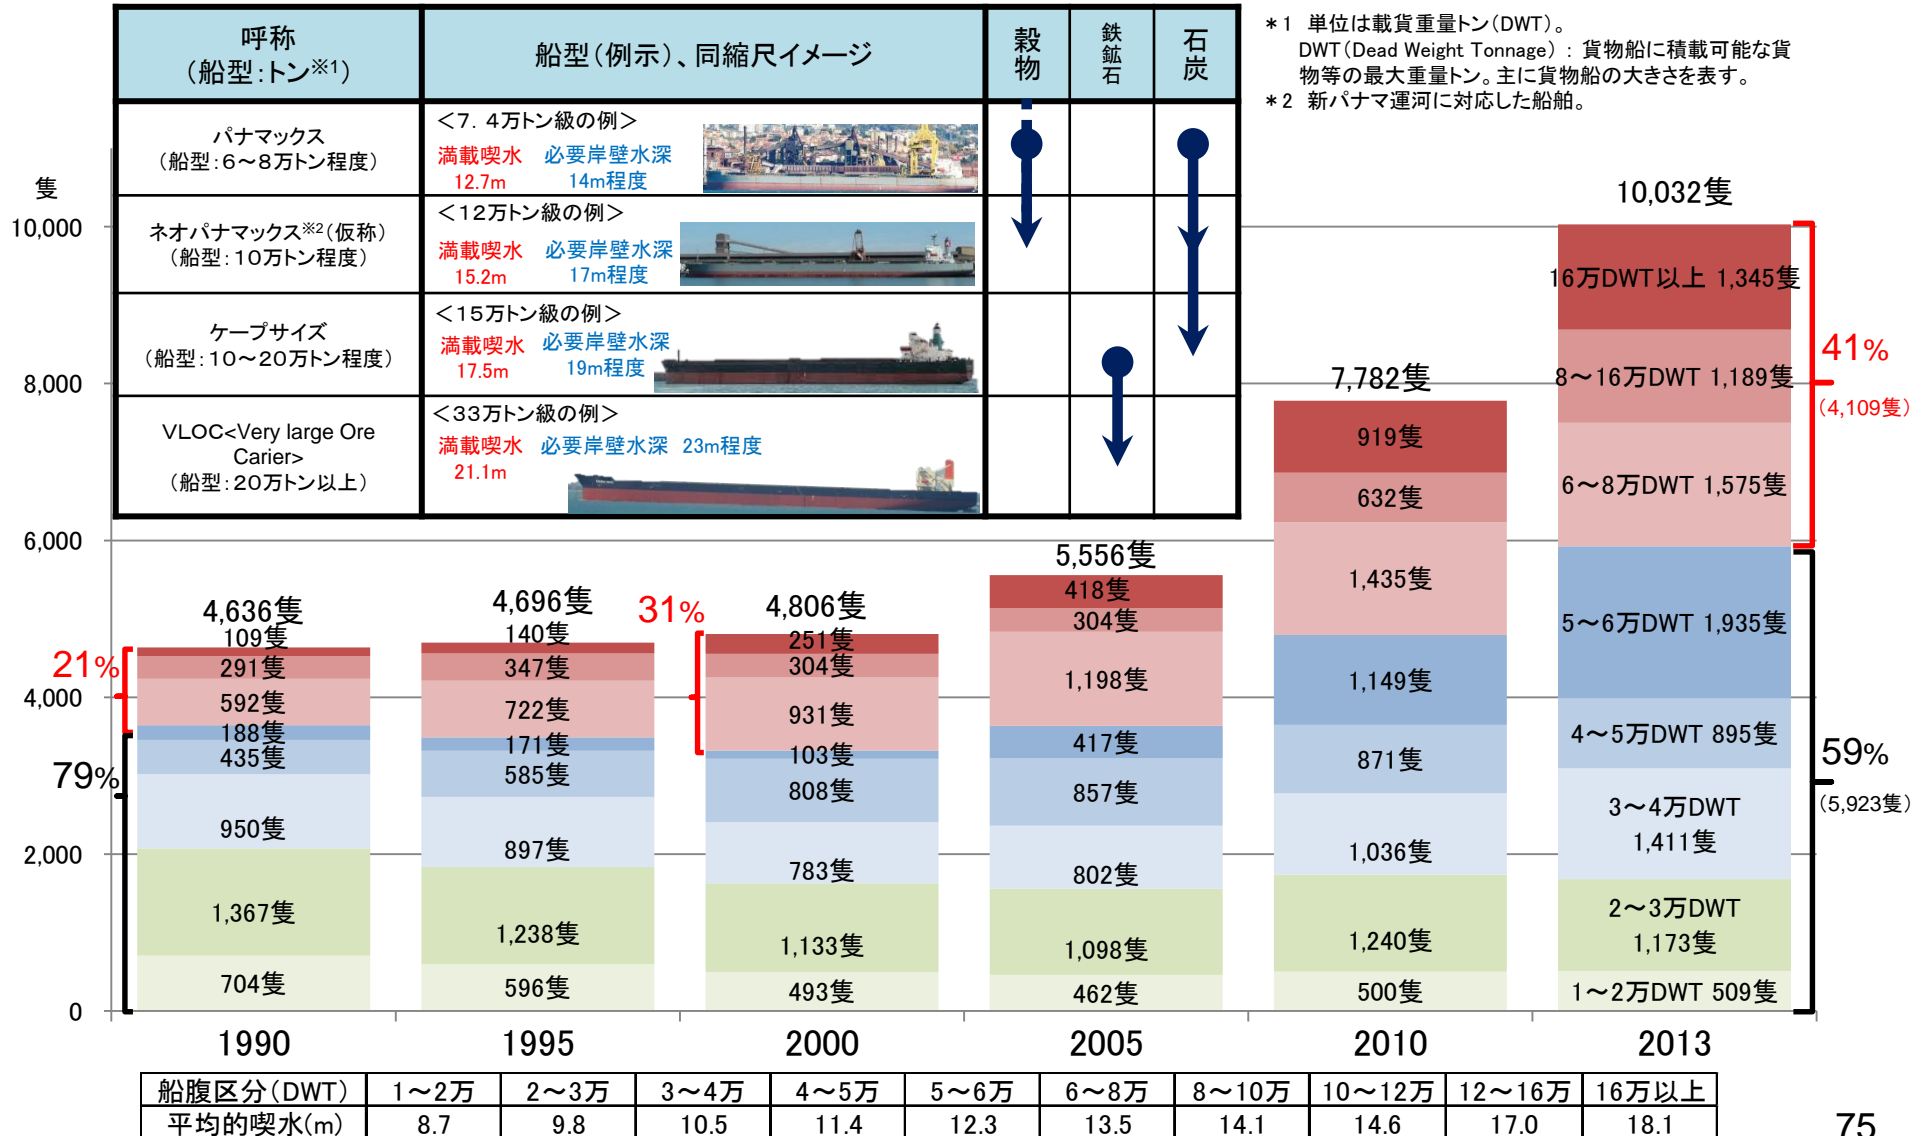 呼称
（船型：トン※1）
船型（例示）、同縮尺イメージ
穀物
鉄鉱石
石炭
パナマックス
（船型：6～8万トン程度）
＜7．4万トン級の例＞
満載喫水 必要岸壁水深
12.7m 14m程度
ネオパナマックス※2（仮称）
（船型：10万トン程度）
＜12万トン級の例＞
満載喫水 必要岸壁水深
15.2m 17m程度
ケープサイズ
（船型：10～20万トン程度）
＜15万トン級の例＞
満載喫水 必要岸壁水深
17.5m 19m程度
VLOC<Very large Ore
Carier>
（船型：20万トン以上）
＜33万トン級の例＞
満載喫水 必要岸壁水深 23m程度
21.1m
＊1 単位は載貨重量トン（DWT）。
DWT（Dead Weight Tonnage）：貨物船に積載可能な貨
物等の最大重量トン。主に貨物船の大きさを表す。
＊2 新パナマ運河に対応した船舶。
隻
10,000
8,000
6,000
4,000
2,000
0
4,636隻
109隻
291隻
592隻
188隻
435隻
950隻
1,367隻
704隻
21%
79%
1990
4,696隻
140隻
347隻
722隻
171隻
585隻
897隻
1,238隻
596隻
1995
31%
4,806隻
251隻
304隻
931隻
103隻
808隻
783隻
1,133隻
493隻
2000
5,556隻
418隻
304隻
1,198隻
417隻
857隻
802隻
1,098隻
462隻
2005
7,782隻
919隻
632隻
1,435隻
1,149隻
871隻
1,036隻
1,240隻
500隻
2010
10,032隻
16万DWT以上 1,345隻
8～16万DWT 1,189隻
6～8万DWT 1,575隻
5～6万DWT 1,935隻
4～5万DWT 895隻
3～4万DWT
1,411隻
2～3万DWT
1,173隻
1～2万DWT 509隻
2013
41%
（4,109隻）
59%
（5,923隻）
船腹区分（DWT） 1～2万 2～3万 3～4万 4～5万 5～6万 6～8万 8～10万 10～12万 12～16万 16万以上
平均的喫水（m） 8.7 9.8 10.5 11.4 12.3 13.5 14.1 14.6 17.0 18.1
75